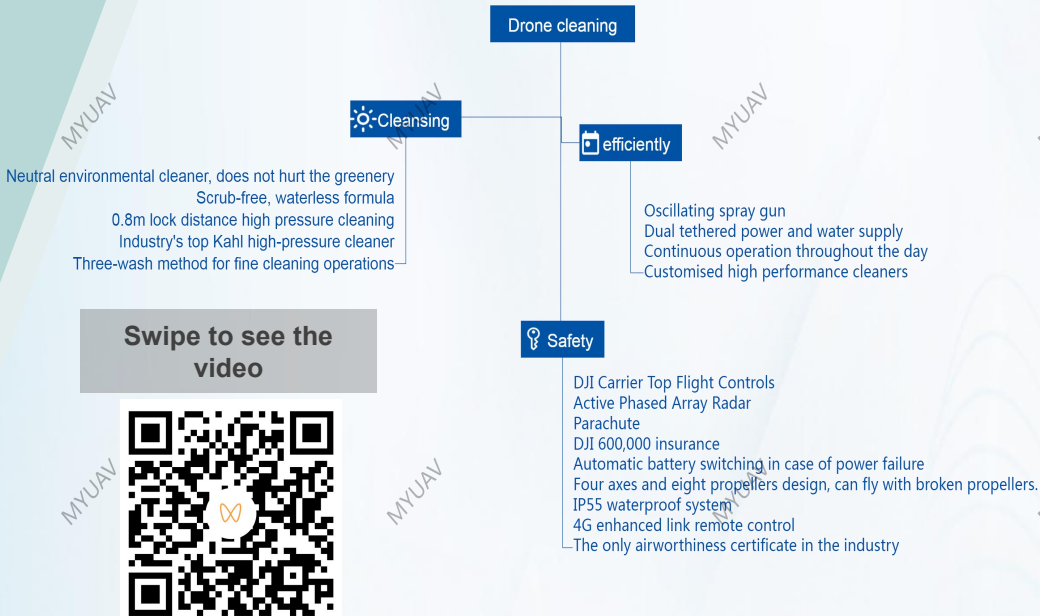 Drone cleaning
Cleansing
Neutral environmental cleaner, does not hurt the greenery
Scrub-free, waterless formula
0.8m lock distance high pressure cleaning
Industry's top Kahl high-pressure cleaner
Three-wash method for fine cleaning operations
efficiently
Oscillating spray gun
Dual tethered power and water supply
Continuous operation throughout the day
Customised high performance cleaners
Safety
DJI Carrier Top Flight Controls
Active Phased Array Radar
Parachute
DJI 600,000 insurance
Automatic battery switching in case of power failure
Four axes and eight propellers design, can fly with broken propellers.
IP55 waterproof system
4G enhanced link remote control
The only airworthiness certificate in the industry
Swipe to see the
video
MYUAV
MYUAV
MYUAV
MYUAV
MYUAV
MYUAV